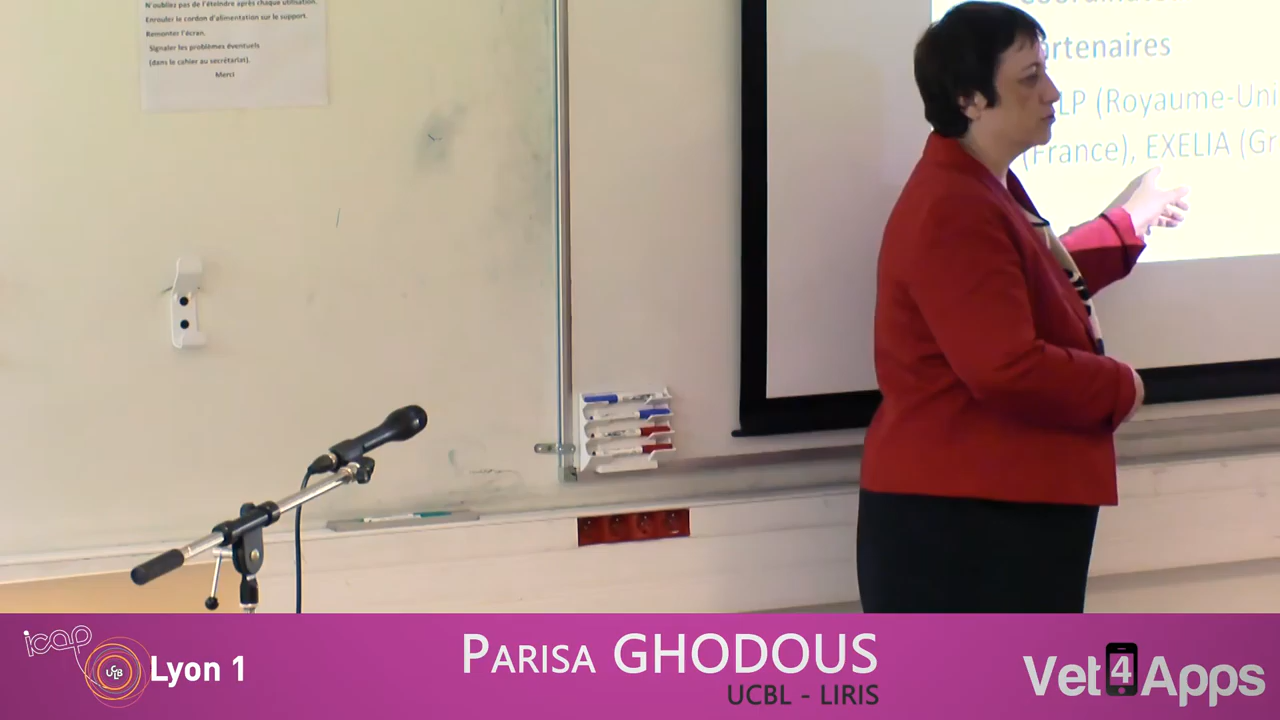 N'oubliez pas de l'éteindre après chaque utilisation.
Enrouler le cordon d'alimentation sur le support.
Remonter l'écran.
Signaler les problèmes éventuels
(dans le cahier au secrétariat).
Merci
artenaires
LP (Royaume-Uni
(France), EXELIA (Gr
icap
UCBL
Lyon 1
PARISA GHODOUS
UCBL - LIRIS
Vet4Apps